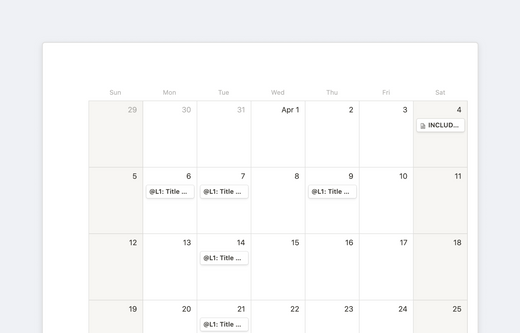 Sun Mon Tue Wed Thu Fri Sat
29 30 31 Apr 1 2 3 4
INCLUD...
5 6 7 8 9 10 11
@L1: Title ... @L1: Title ... @L1: Title ...
12 13 14 15 16 17 18
@L1: Title ...
19 20 21 22 23 24 25
@L1: Title ...